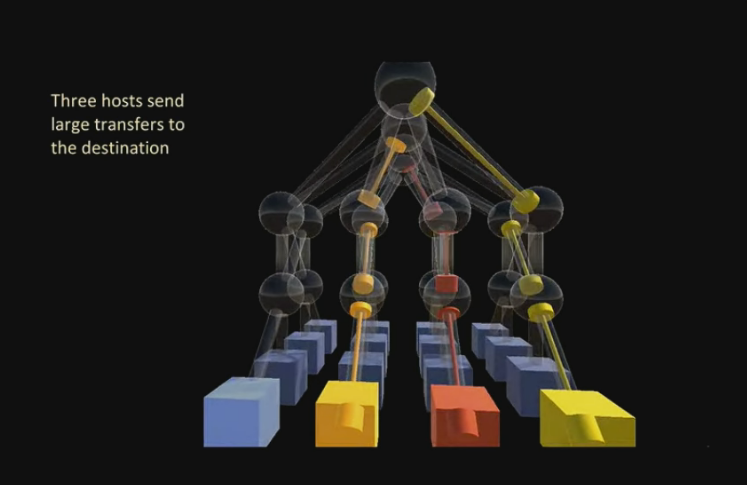 Three hosts send
large transfers to
the destination